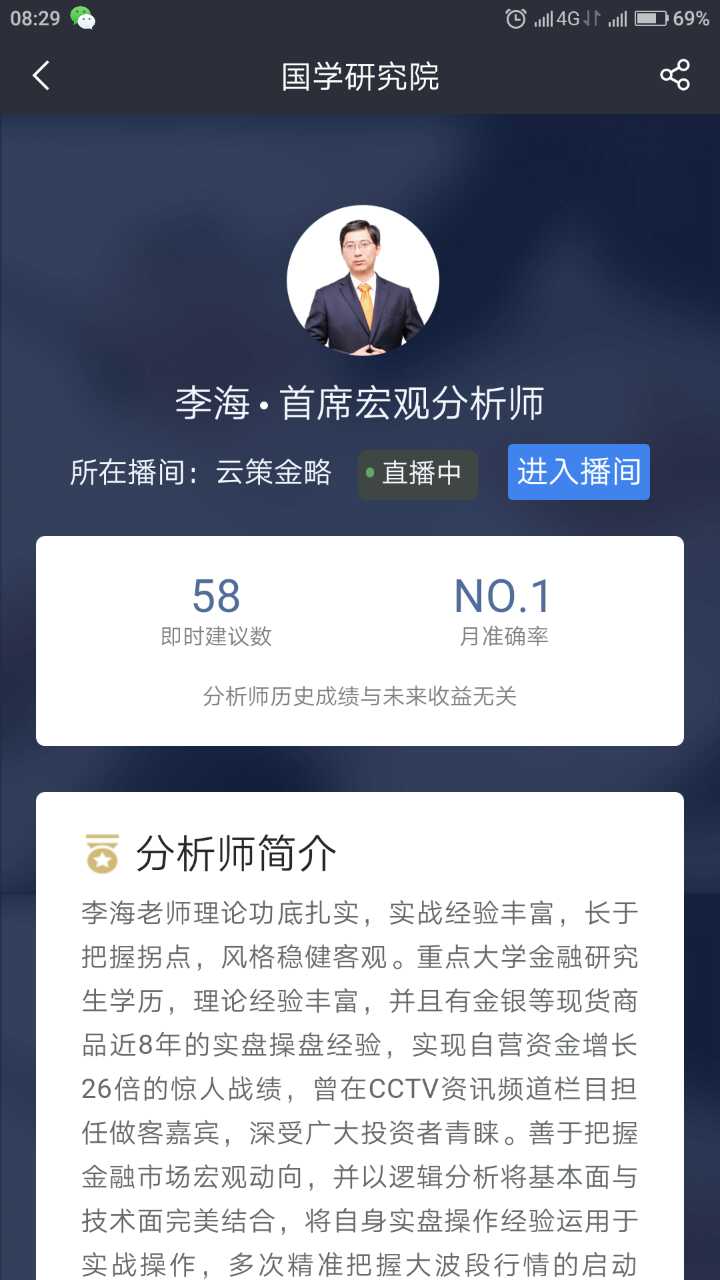 08:29
4G
69%
国学研究院
李海·首席宏观分析师
所在播间：云策金略
直播中
进入播间
58
NO.1
即时建议数
月准确率
分析师历史成绩与未来收益无关
分析师简介
李海老师理论功底扎实，实战经验丰富，长于
把握拐点，风格稳健客观。重点大学金融研究
生学历，理论经验丰富，并且有金银等现货商
品近8年的实盘操盘经验，实现自营资金增长
26倍的惊人战绩，曾在CCTV资讯频道栏目担
任做客嘉宾，深受广大投资者青睐。善于把握
金融市场宏观动向，并以逻辑分析将基本面与
技术面完美结合，将自身实盘操作经验运用于
实战操作，多次精准把握大波段行情的启动